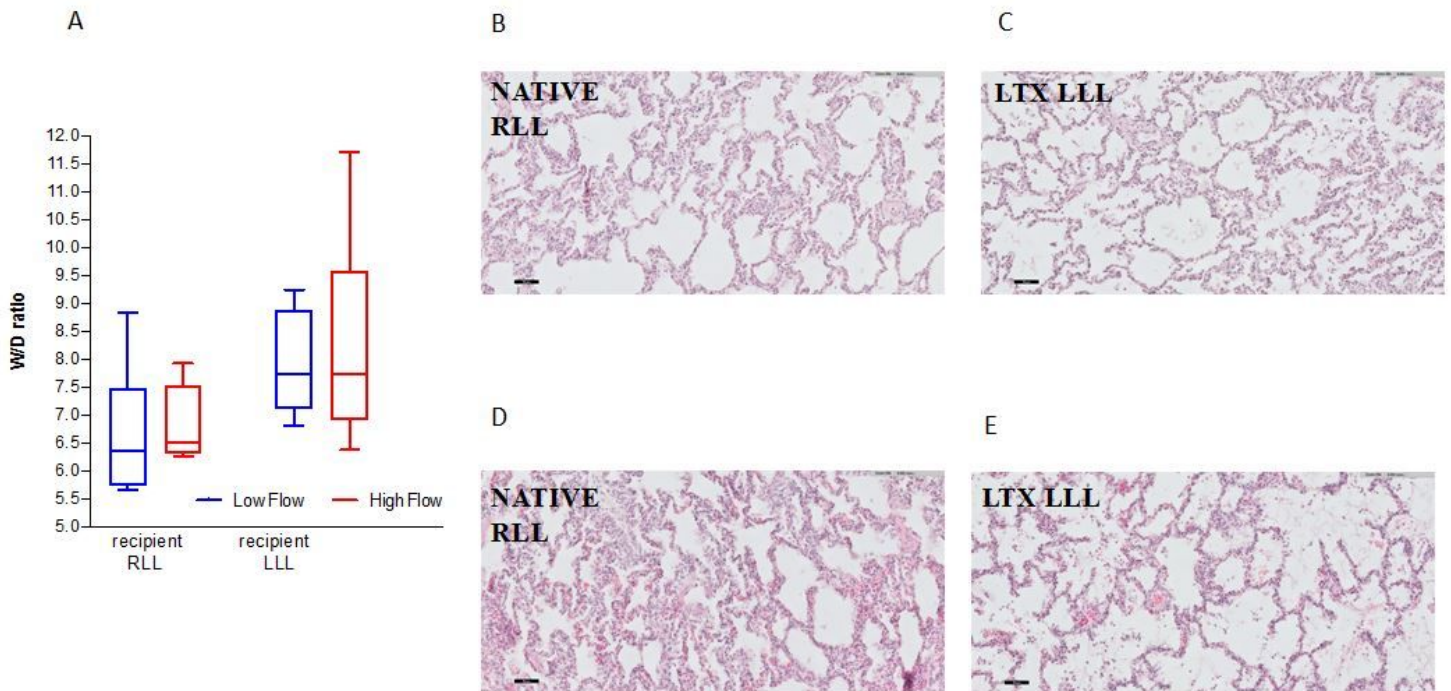 A
B
C
NATIVE
RLL
LTX LLL
12.0
11.5
11.0
10.5
10.0
9.5
9.0
8.5
8.0
7.5
7.0
6.5
6.0
5.5
5.0
W/D ratio
Low Flow
High Flow
recipient
RLL
recipient
LLL
D
E
NATIVE
RLL
LTX LLL